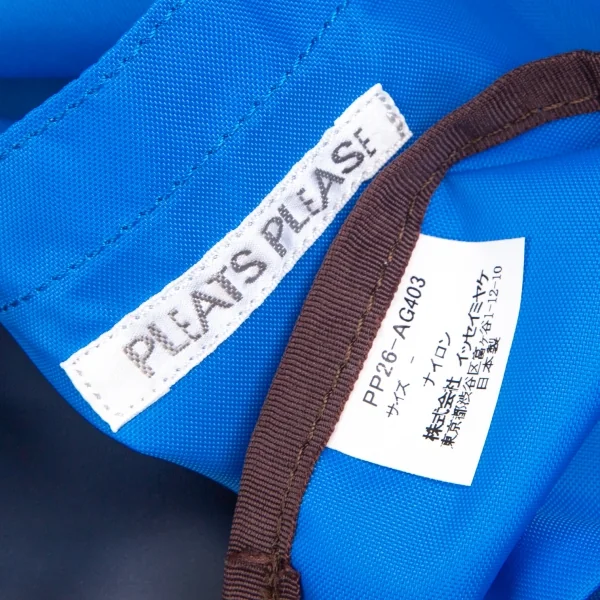 PLEATS PLEASE
PP26-AG403
サイズ -
ナイロン
株式会社 イッセイミヤケ
東京都渋谷区富ヶ谷1-12-10
日本製